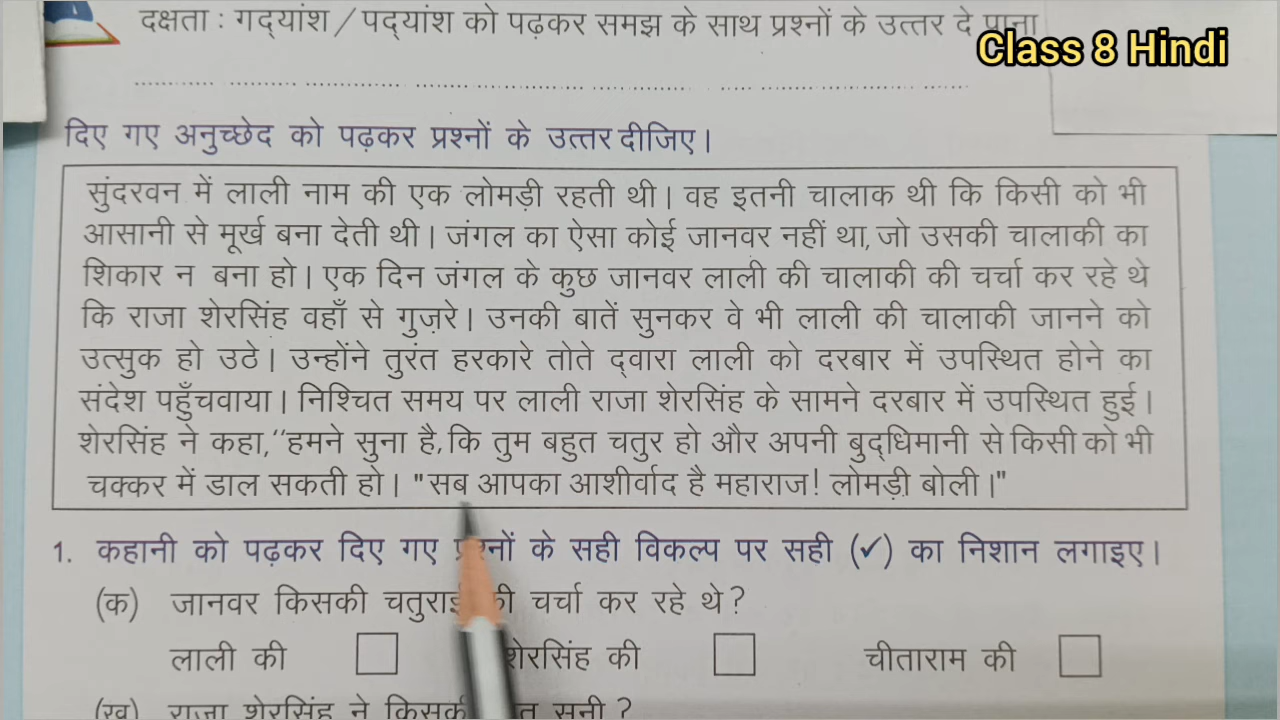 दक्षता : गद्यांश / पद्यांश को पढ़कर समझ के साथ प्रश्नों के उत्तर दे पाना
Class 8 Hindi
दिए गए अनुच्छेद को पढ़कर प्रश्नों के उत्तर दीजिए।
सुंदरवन में लाली नाम की एक लोमड़ी रहती थी। वह इतनी चालाक थी कि किसी को भी
आसानी से मूर्ख बना देती थी। जंगल का ऐसा कोई जानवर नहीं था, जो उसकी चालाकी का
शिकार न बना हो। एक दिन जंगल के कुछ जानवर लाली की चालाकी की चर्चा कर रहे थे
कि राजा शेरसिंह वहाँ से गुज़रे। उनकी बातें सुनकर वे भी लाली की चालाकी जानने को
उत्सुक हो उठे। उन्होंने तुरंत हरकारे तोते द्वारा लाली को दरबार में उपस्थित होने का
संदेश पहुँचवाया। निश्चित समय पर लाली राजा शेरसिंह के सामने दरबार में उपस्थित हुई।
शेरसिंह ने कहा,‘‘हमने सुना है, कि तुम बहुत चतुर हो और अपनी बुद्धिमानी से किसी को भी
चक्कर में डाल सकती हो। "सब आपका आशीर्वाद है महाराज! लोमड़ी बोली।"
1. कहानी को पढ़कर दिए गए प्रश्नों के सही विकल्प पर सही (✓) का निशान लगाइए।
(क) जानवर किसकी चतुराई की चर्चा कर रहे थे?
लाली की शेरसिंह की चीताराम की
(ख) राजा शेरसिंह ने सुनी ?